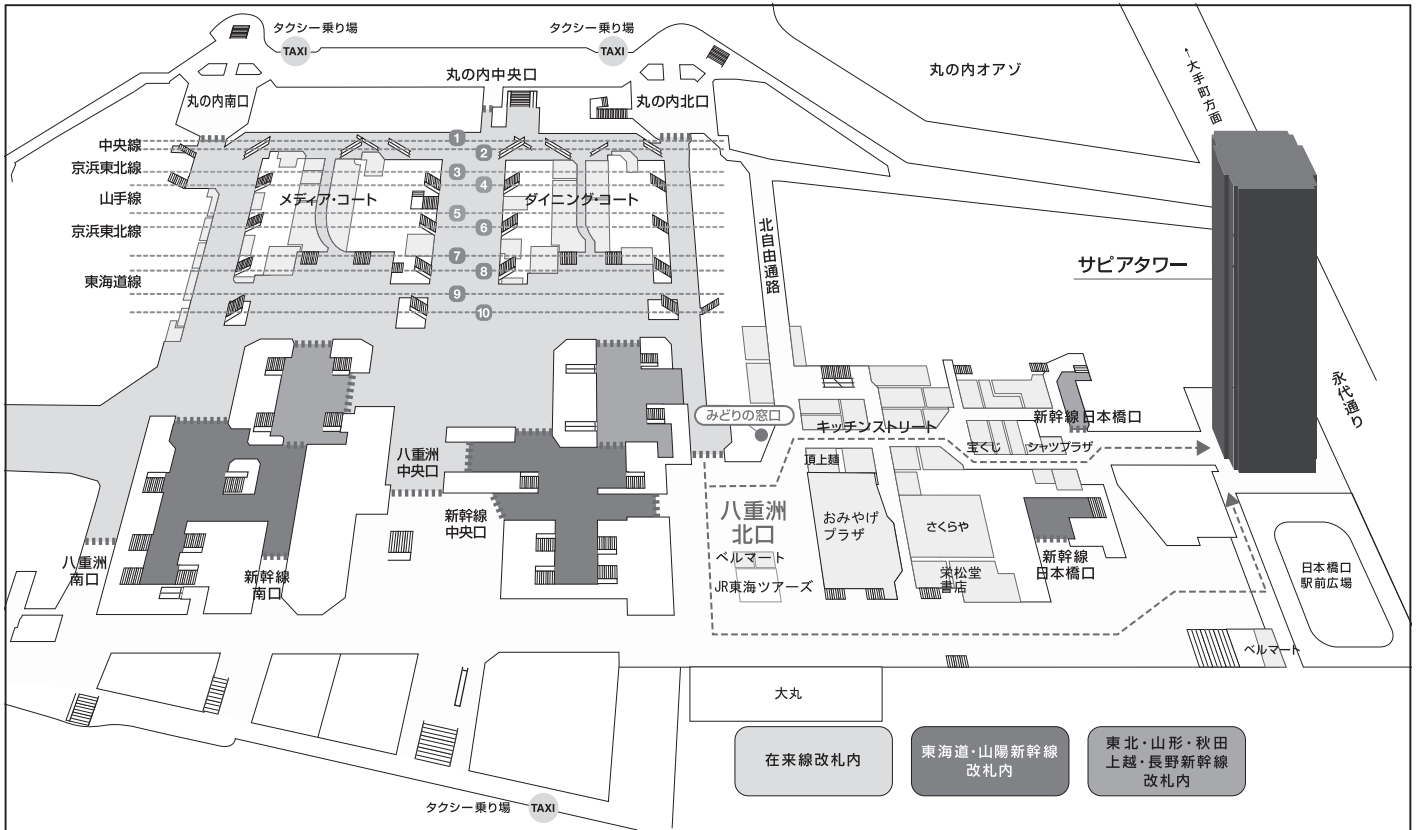 タクシー乗り場
TAXI
タクシー乗り場
TAXI
丸の内中央口
丸の内南口
丸の内北口
丸の内オアゾ
←大手町方面
中央線
京浜東北線
山手線
京浜東北線
東海道線
1
2
3
4
5
6
7
8
9
10
メディア・コート
ダイニング・コート
北自由通路
サピアタワー
永代通り
みどりの窓口
キッチンストリート
新幹線日本橋口
宝くじ
シャツプラザ
頂上麺
八重洲
中央口
新幹線
中央口
八重洲
北口
おみやげ
プラザ
さくらや
ベルマート
JR東海ツアーズ
栄松堂
書店
新幹線
日本橋口
八重洲
南口
新幹線
南口
日本橋口
駅前広場
ベルマート
大丸
在来線改札内
東海道・山陽新幹線
改札内
東北・山形・秋田
上越・長野新幹線
改札内
タクシー乗り場
TAXI